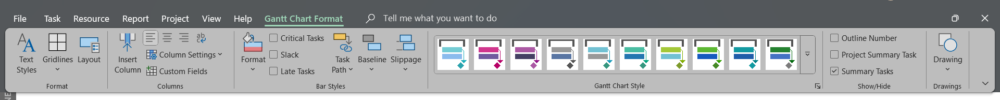 File Task Resource Report Project View Help Gantt Chart Format Tell me what you want to do
Text Styles
Gridlines
Layout
Format
Insert Column
Column Settings
Custom Fields
Columns
Format
Critical Tasks
Slack
Late Tasks
Task Path
Baseline
Slippage
Bar Styles
Gantt Chart Style
Outline Number
Project Summary Task
Summary Tasks
Show/Hide
Drawing
Drawings